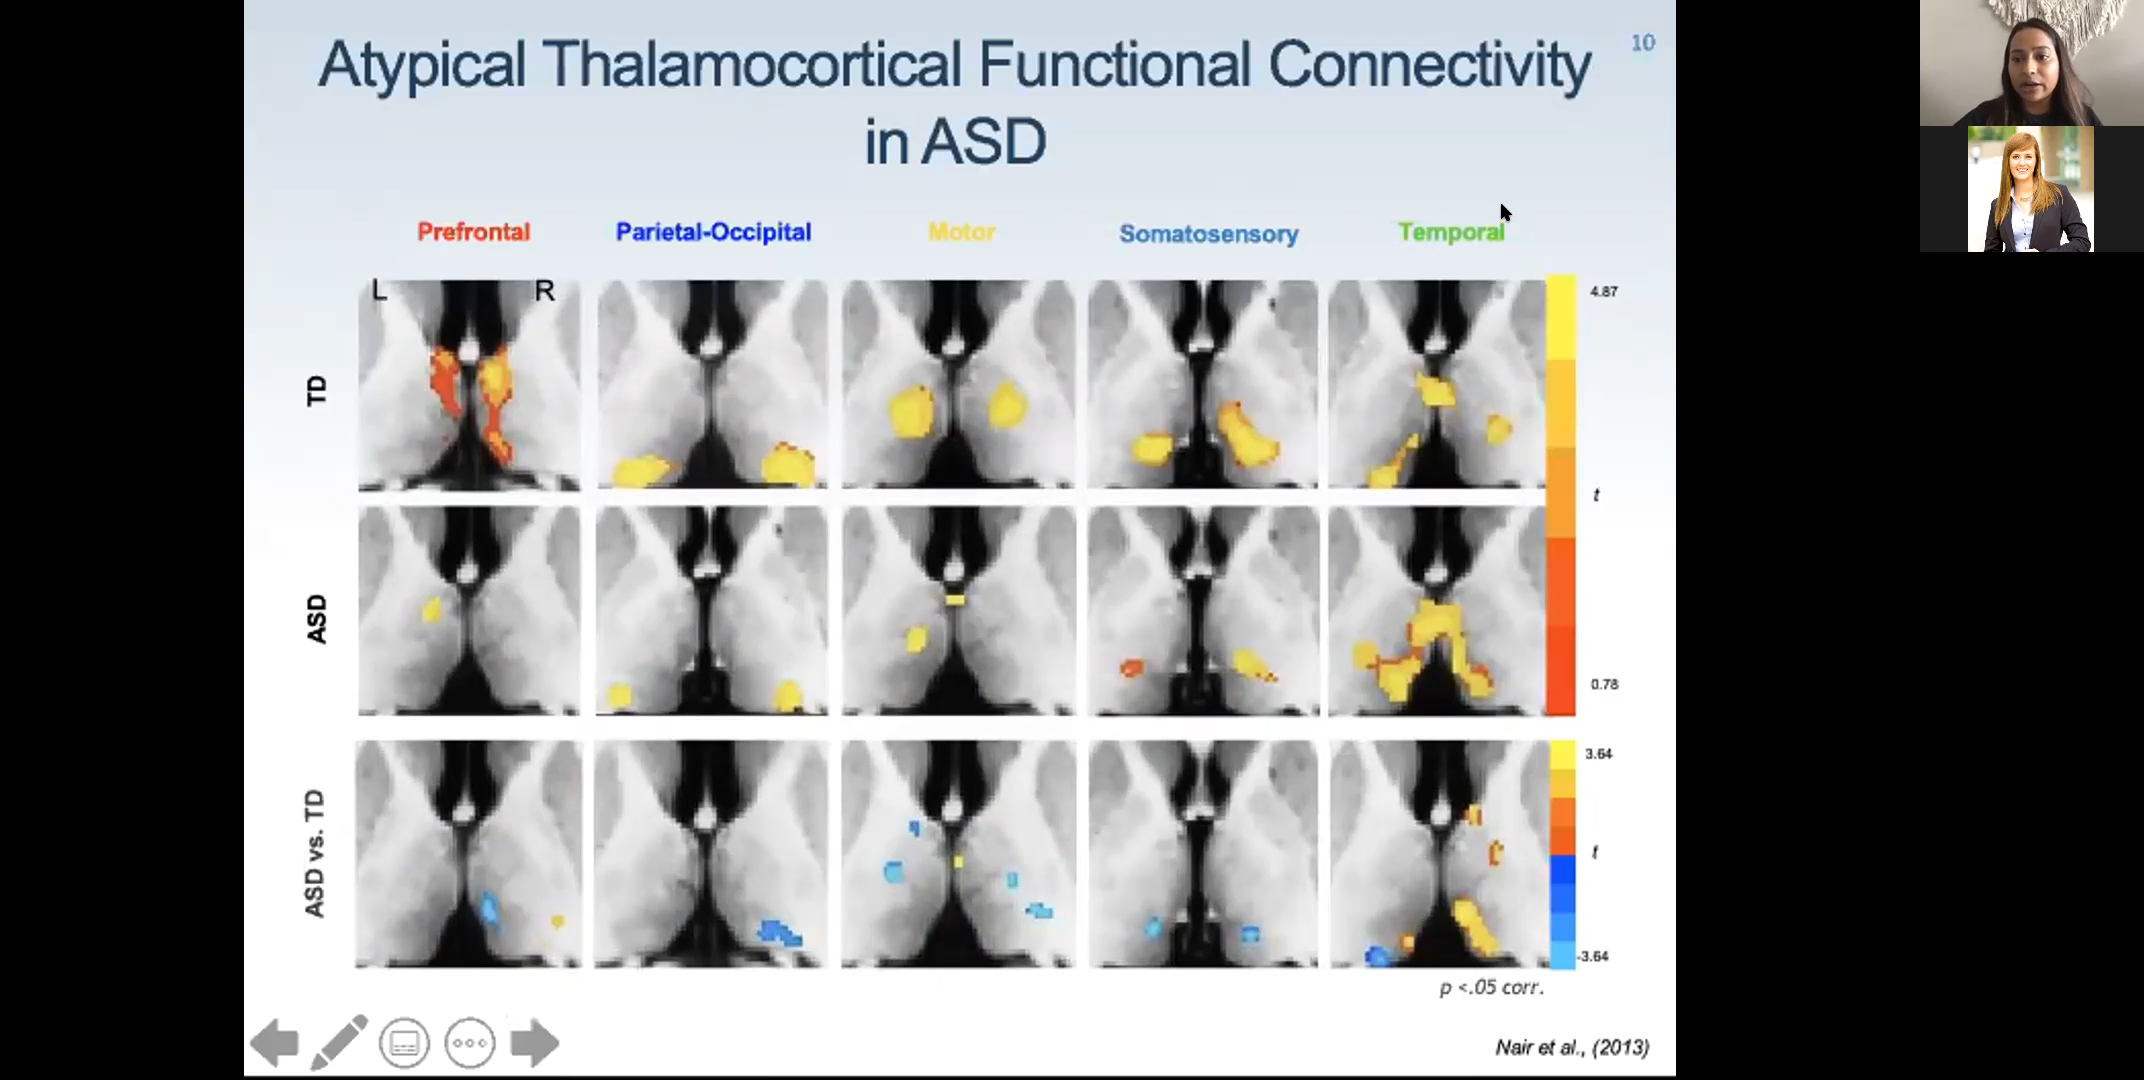 Atypical Thalamocortical Functional Connectivity
in ASD
10
Prefrontal
Parietal-Occipital
Motor
Somatosensory
Temporal
L
R
TD
4.87
t
0.78
ASD
ASD vs. TD
3.64
t
-3.64
p <.05 corr.
Nair et al., (2013)